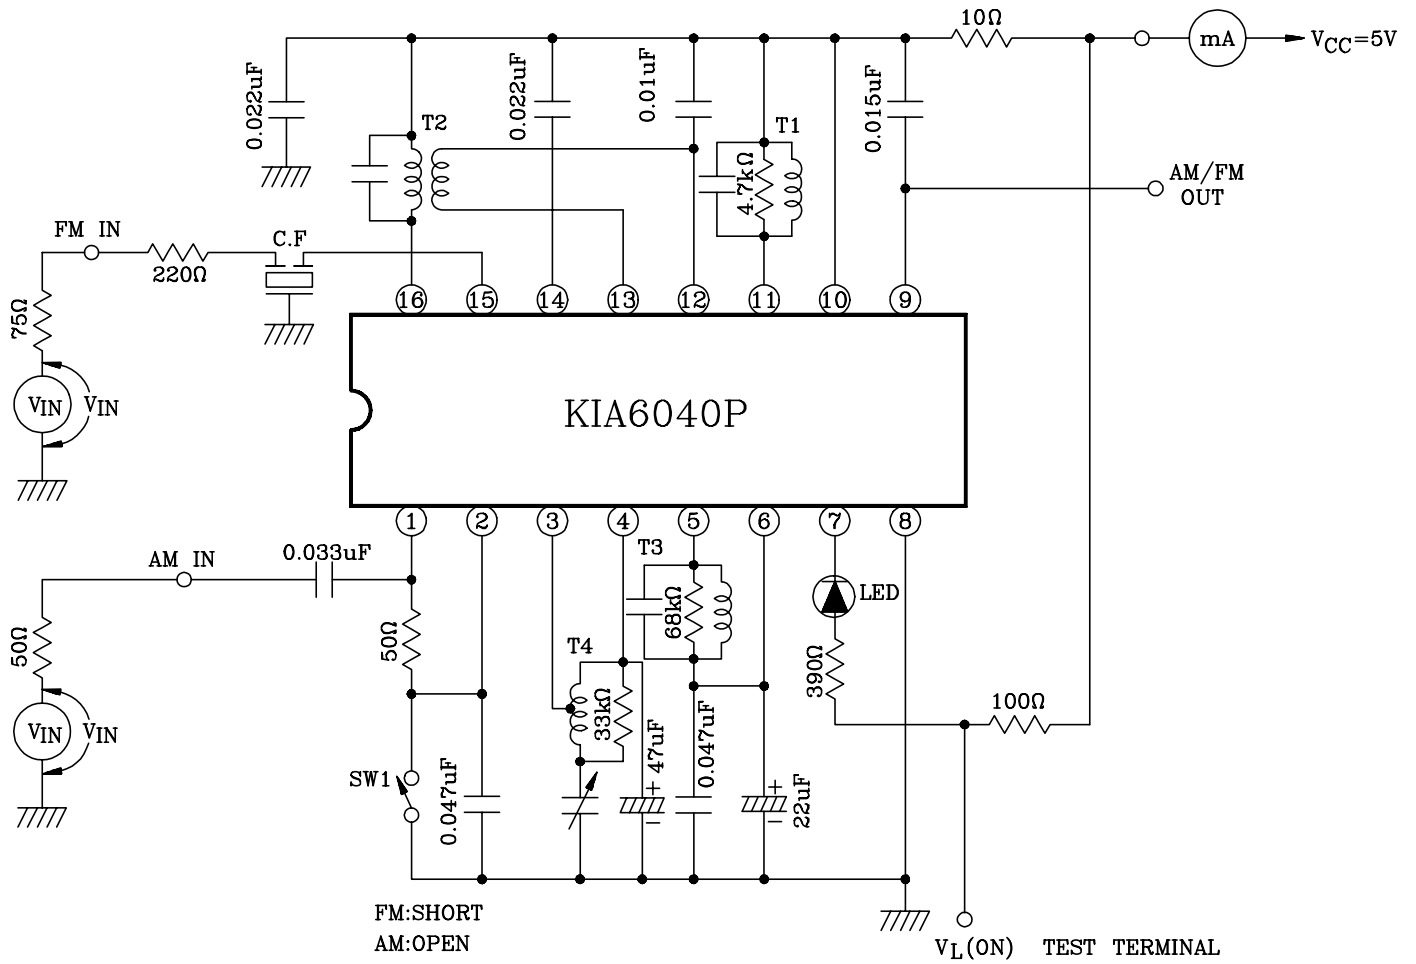 10Ω
mA
VCC=5V
0.022uF
T2
0.022uF
0.01uF
T1
4.7kΩ
0.015uF
AM/FM
OUT
FM IN
220Ω
C.F
75Ω
VIN
VIN
16
15
14
13
12
11
10
9
KIA6040P
1
2
3
4
5
6
7
8
AM IN
0.033uF
50Ω
VIN
VIN
50Ω
T3
68kΩ
LED
390Ω
T4
33kΩ
47uF
+
−
0.047uF
22uF
+
−
100Ω
SW1
0.047uF
FM:SHORT
AM:OPEN
VL(ON) TEST TERMINAL